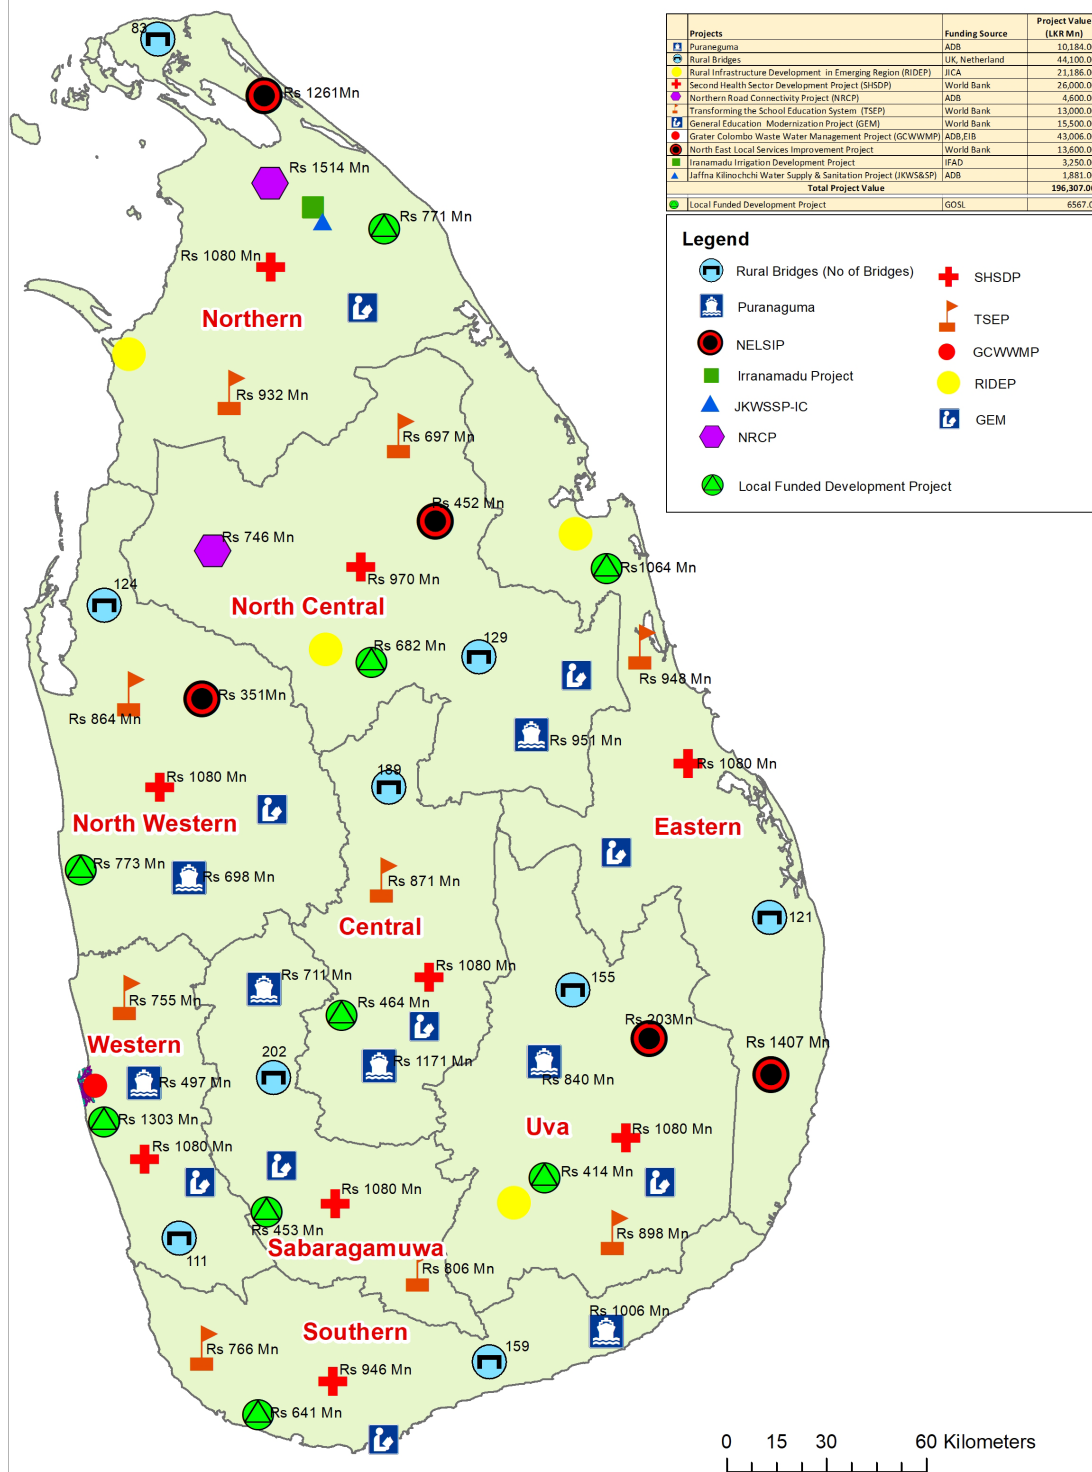 Projects Funding Source Project Value (LKR Mn)
Puraneguma ADB 10,184.0
Rural Bridges UK, Netherland 44,100.0
Rural Infrastructure Development in Emerging Region (RIDEP) JICA 21,186.0
Second Health Sector Development Project (SHSDP) World Bank 26,000.0
Northern Road Connectivity Project (NRCP) ADB 4,600.0
Transforming the School Education System (TSEP) World Bank 13,000.0
General Education Modernization Project (GEM) World Bank 15,500.0
Grater Colombo Waste Water Management Project (GCWWMP) ADB,EIB 43,006.0
North East Local Services Improvement Project World Bank 13,600.0
Iranamadu Irrigation Development Project IFAD 3,250.0
Jaffna Kilinochchi Water Supply & Sanitation Project (JKWS&SP) ADB 1,881.0
Total Project Value 196,307.0
Local Funded Development Project GOSL 6567.0
Legend
Rural Bridges (No of Bridges)
Puranaguma
NELSIP
Irranamadu Project
JKWSSP-IC
NRCP
Local Funded Development Project
SHSDP
TSEP
GCWWMP
RIDEP
GEM
83
Rs 1261Mn
Rs 1514 Mn
Rs 771 Mn
Rs 1080 Mn
Northern
Rs 932 Mn
Rs 697 Mn
Rs 452 Mn
Rs 746 Mn
Rs1064 Mn
Rs 970 Mn
124
North Central
129
Rs 682 Mn
Rs 948 Mn
Rs 351Mn
Rs 864 Mn
Rs 951 Mn
Rs 1080 Mn
189
Rs 1080 Mn
North Western
Eastern
Rs 773 Mn
Rs 698 Mn
Rs 871 Mn
121
Central
Rs 1080 Mn
Rs 711 Mn
155
Rs 755 Mn
Rs 464 Mn
Rs 203Mn
Western
Rs 1407 Mn
202
Rs 1171 Mn
Rs 840 Mn
Rs 497 Mn
Rs 1303 Mn
Uva
Rs 1080 Mn
Rs 1080 Mn
Rs 414 Mn
Rs 1080 Mn
Rs 453 Mn
Rs 898 Mn
Sabaragamuwa
111
Rs 806 Mn
Rs 1006 Mn
Southern
159
Rs 766 Mn
Rs 946 Mn
Rs 641 Mn
0 15 30 60 Kilometers